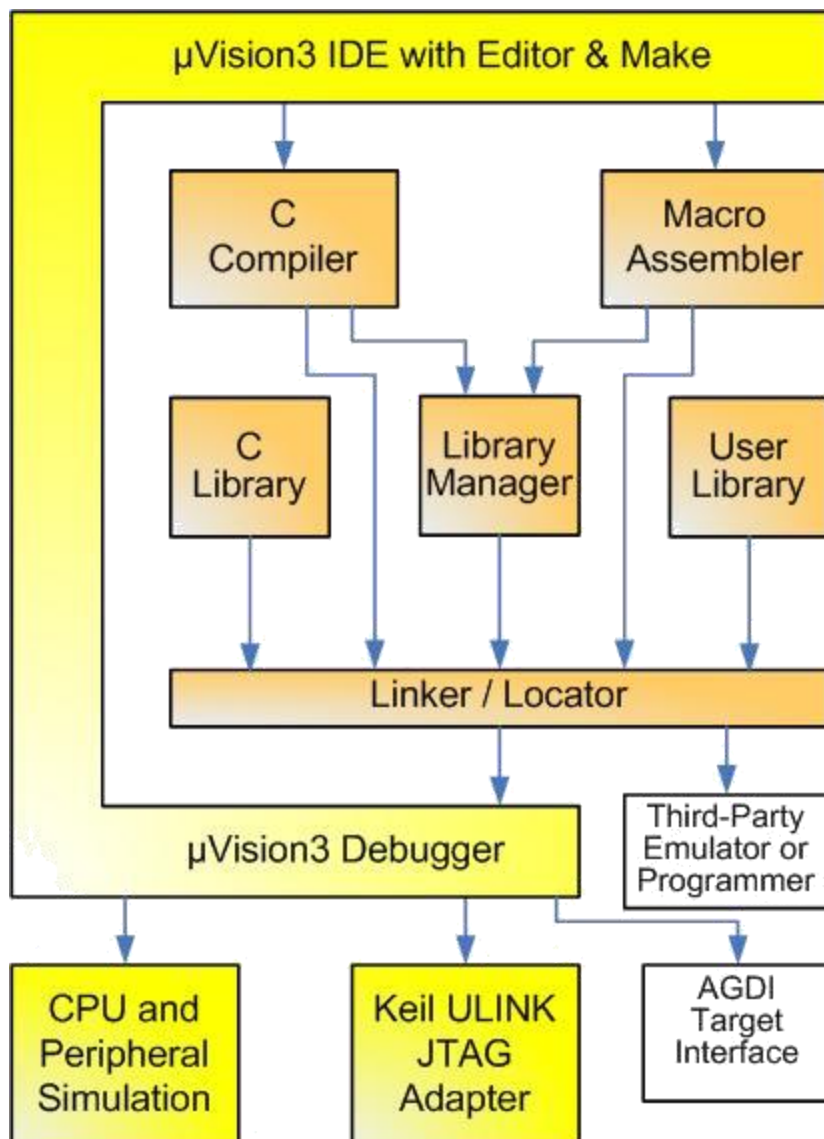 µVision3 IDE with Editor & Make
C
Compiler
Macro
Assembler
C
Library
Library
Manager
User
Library
Linker / Locator
µVision3 Debugger
Third-Party
Emulator or
Programmer
CPU and
Peripheral
Simulation
Keil ULINK
JTAG
Adapter
AGDI
Target
Interface